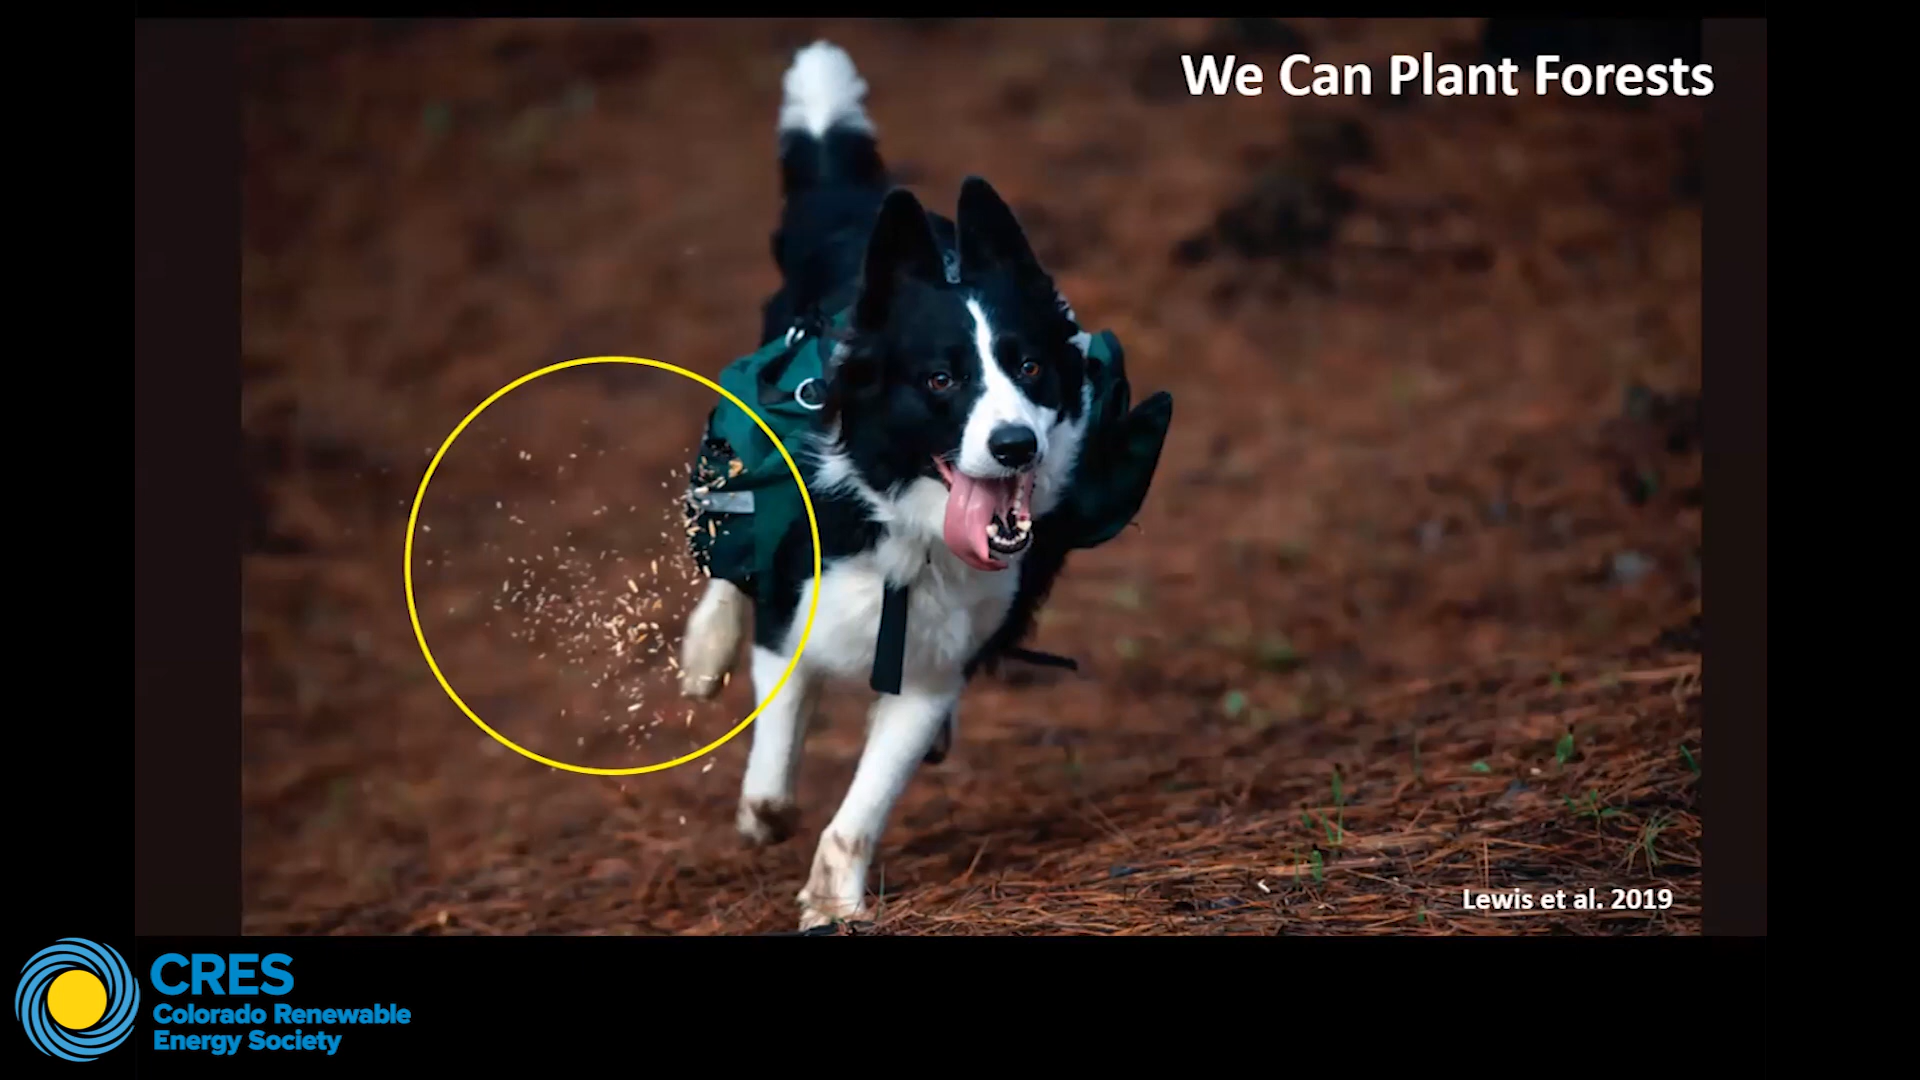 We Can Plant Forests
Lewis et al. 2019
CRES
Colorado Renewable
Energy Society